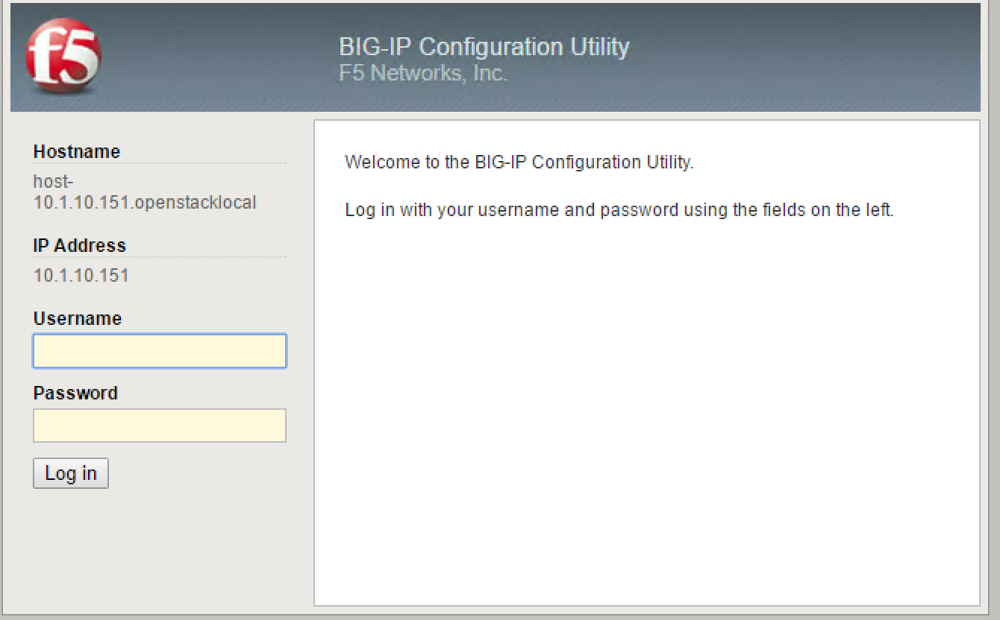 f5
BIG-IP Configuration Utility
F5 Networks, Inc.
Hostname
host-
10.1.10.151.openstacklocal
IP Address
10.1.10.151
Username
Password
Log in
Welcome to the BIG-IP Configuration Utility.
Log in with your username and password using the fields on the left.